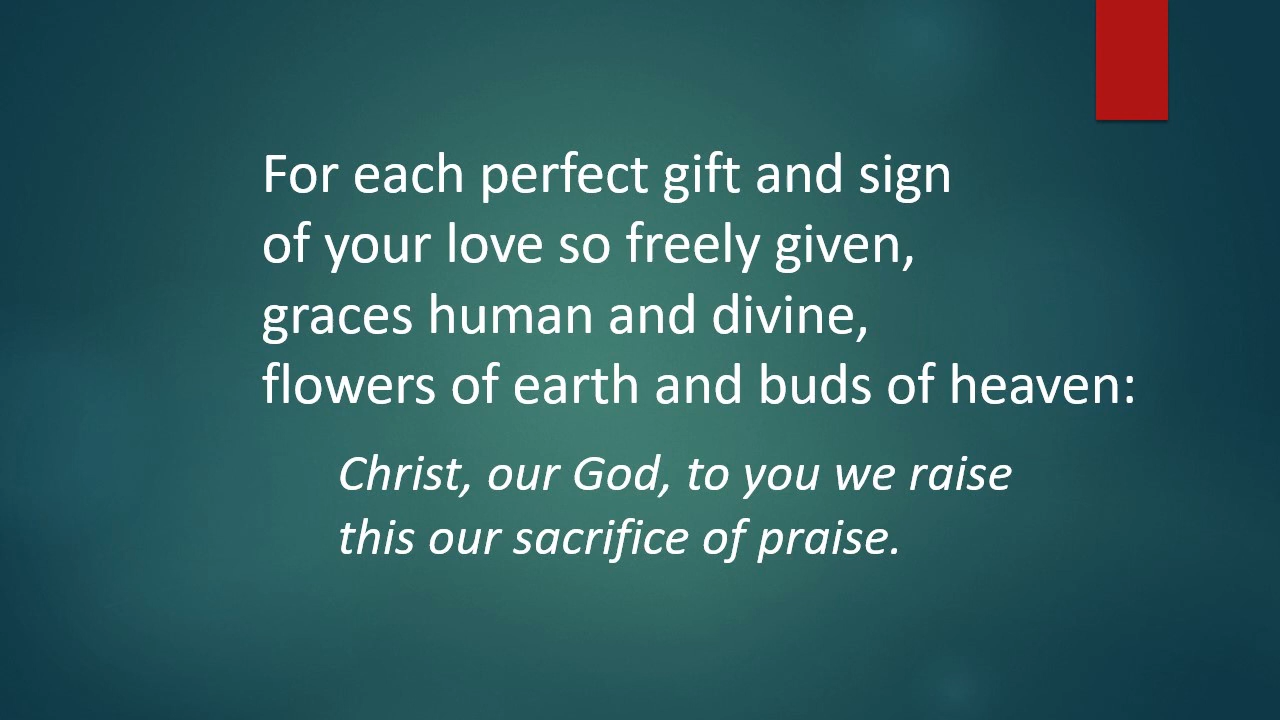 For each perfect gift and sign
of your love so freely given,
graces human and divine,
flowers of earth and buds of heaven:
Christ, our God, to you we raise
this our sacrifice of praise.